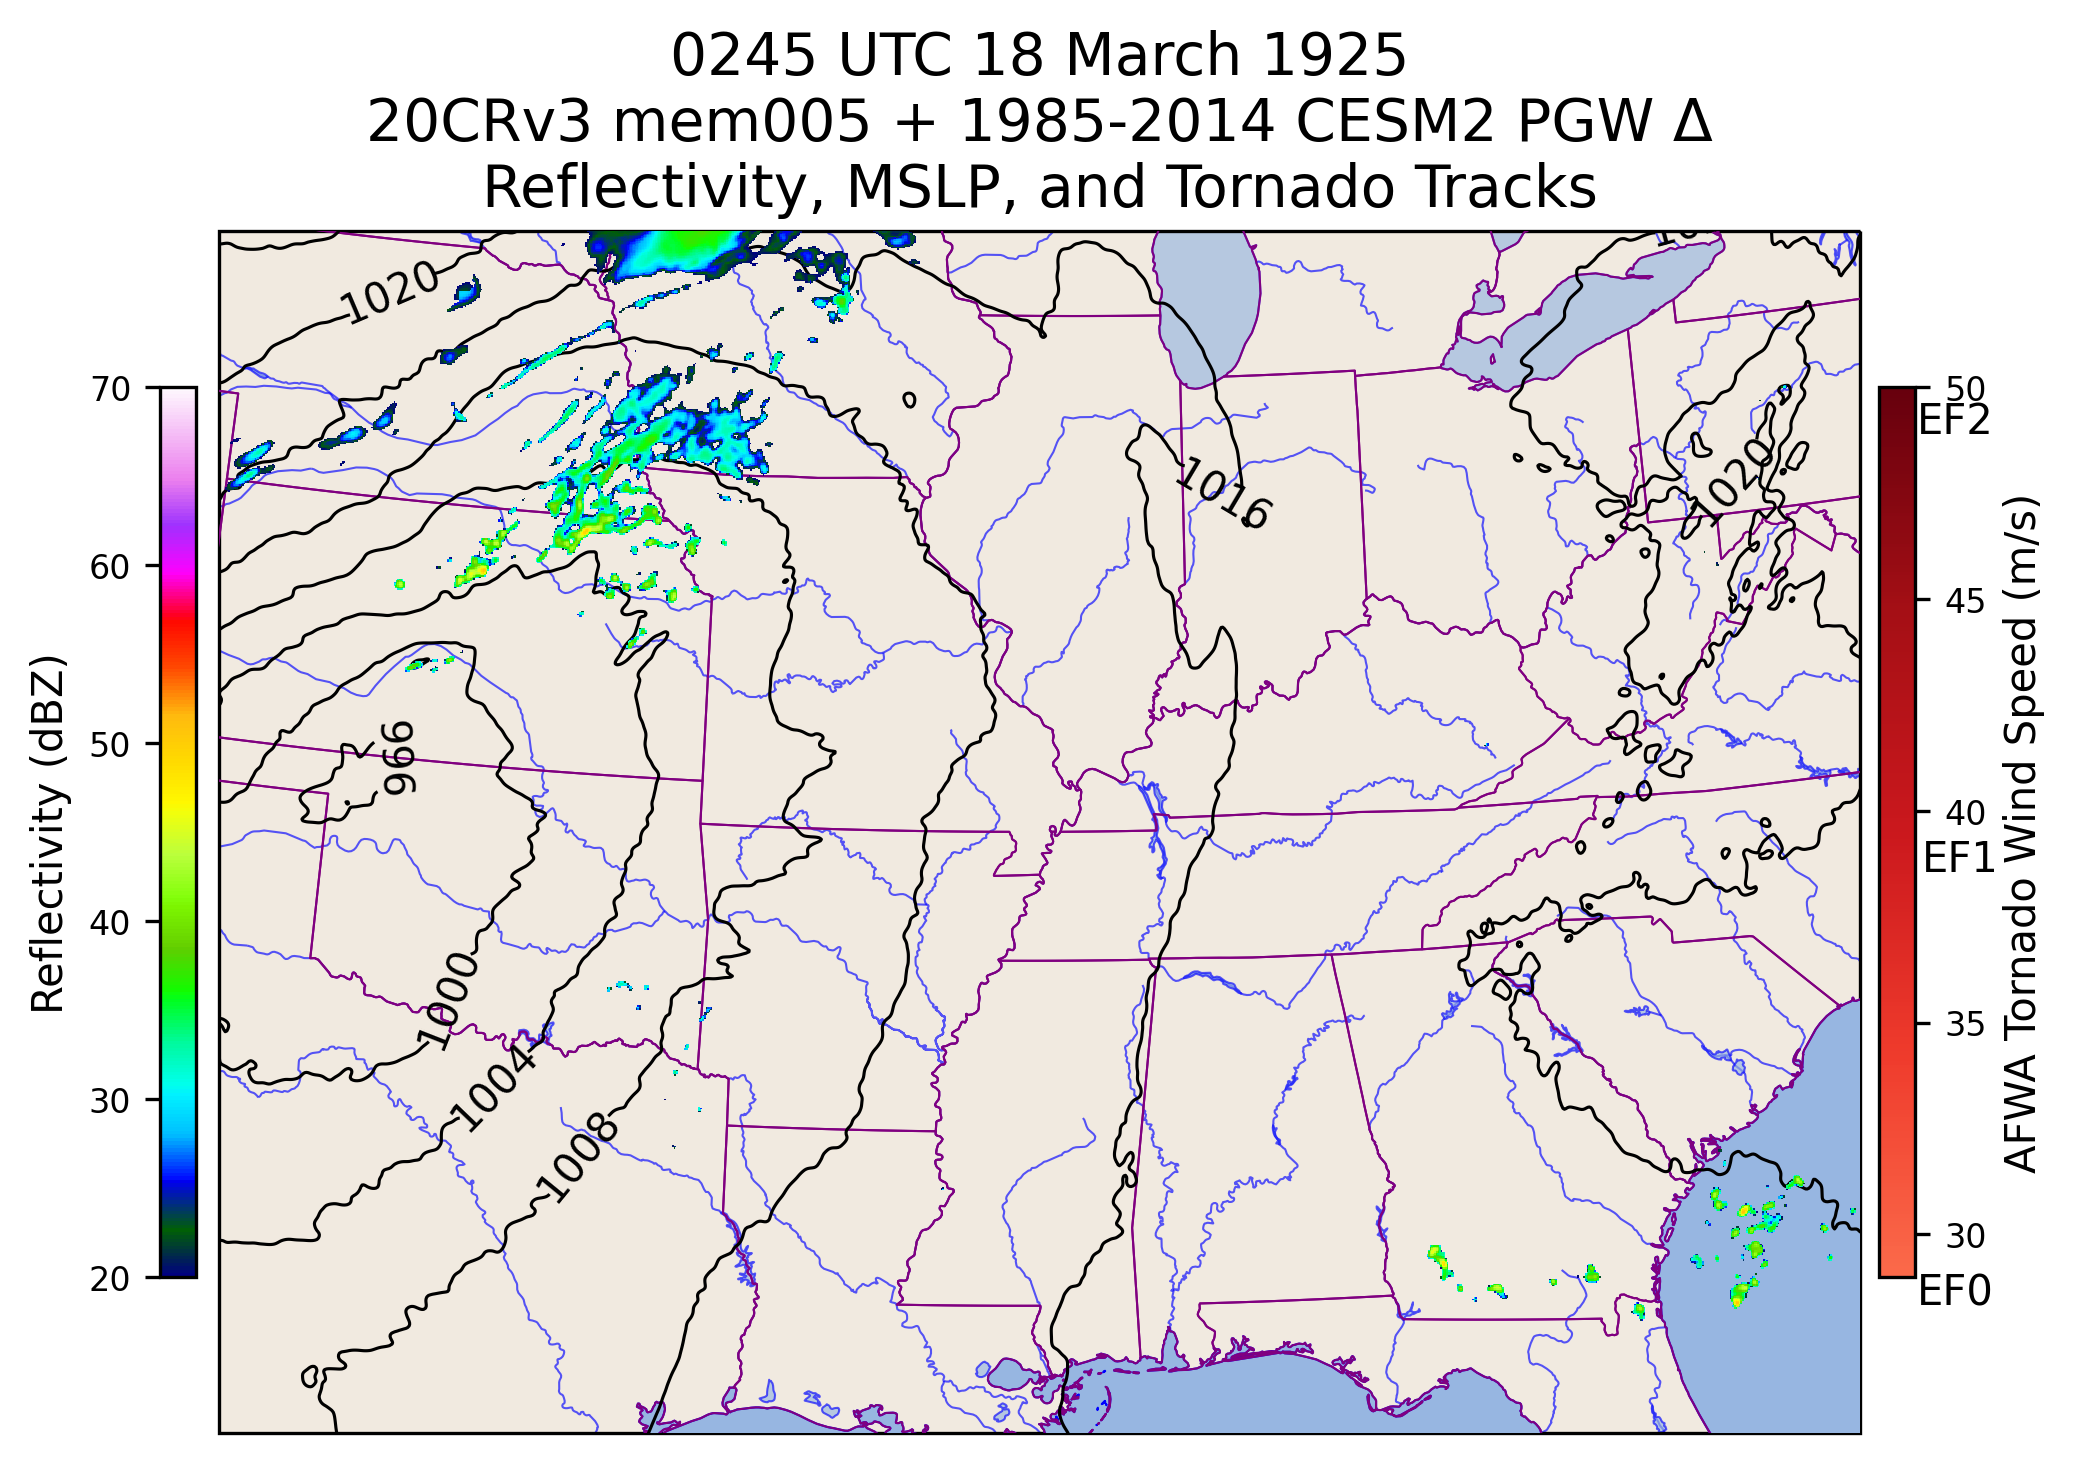 0245 UTC 18 March 1925
20CRv3 mem005 + 1985-2014 CESM2 PGW Δ
Reflectivity, MSLP, and Tornado Tracks
Reflectivity (dBZ)
70
60
50
40
30
20
1020
1016
1020
996
1000
1004
1008
50
EF2
45
40
EF1
35
30
EF0
AFWA Tornado Wind Speed (m/s)